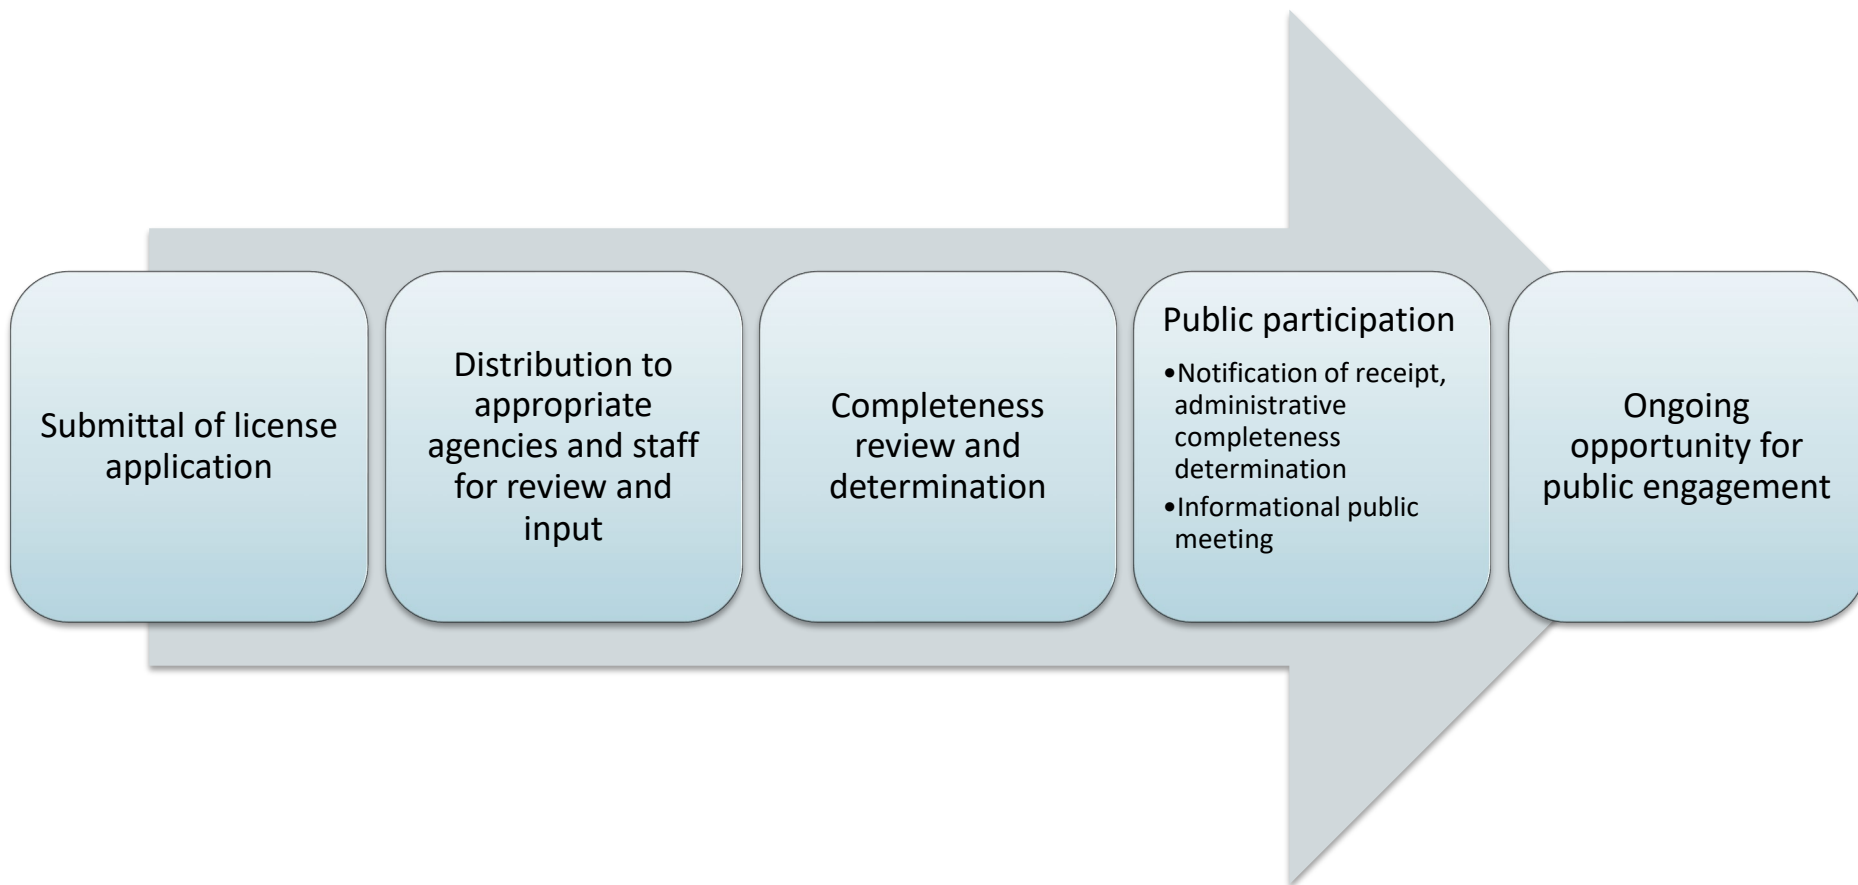 Submittal of license
application
Distribution to
appropriate
agencies and staff
for review and
input
Completeness
review and
determination
Public participation
•Notification of receipt,
administrative
completeness
determination
•Informational public
meeting
Ongoing
opportunity for
public engagement